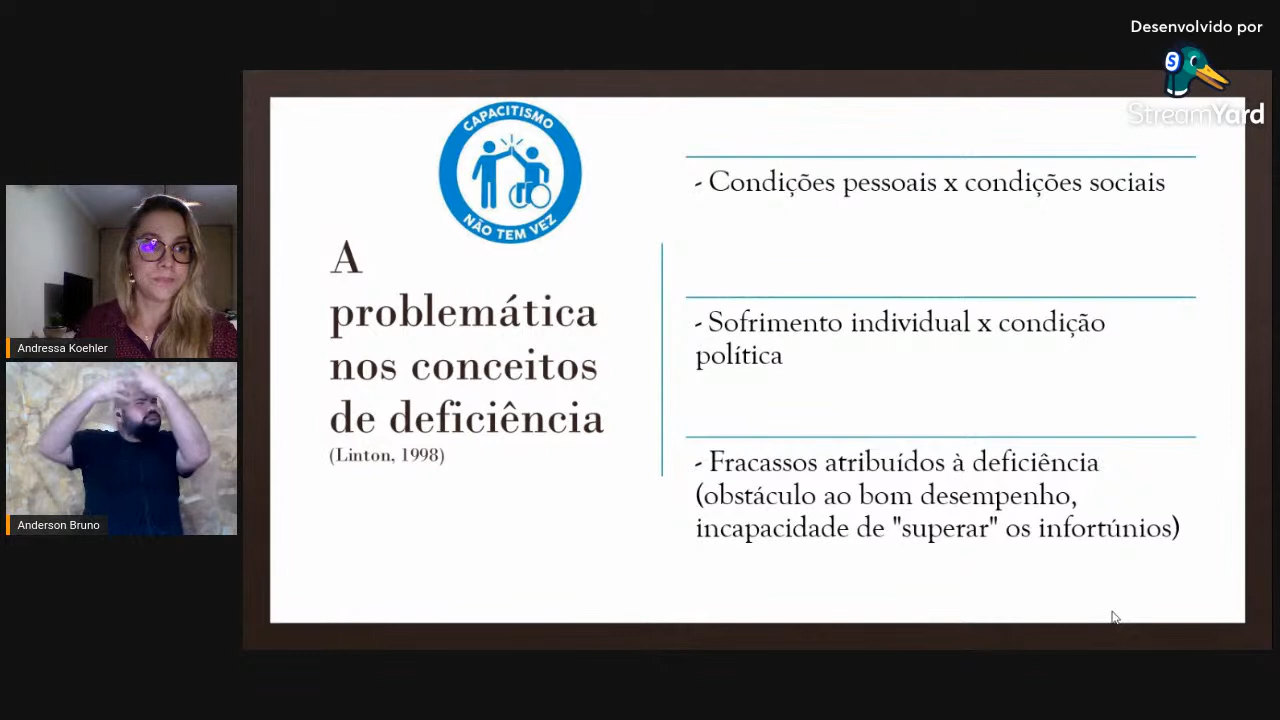 Desenvolvido por
S
StreamYard
CAPACITISMO
NÃO TEM VEZ
A
problemática
nos conceitos
de deficiência
(Linton, 1998)
- Condições pessoais x condições sociais
- Sofrimento individual x condição
política
- Fracassos atribuídos à deficiência
(obstáculo ao bom desempenho,
incapacidade de "superar" os infortúnios)
Andressa Koehler
Anderson Bruno